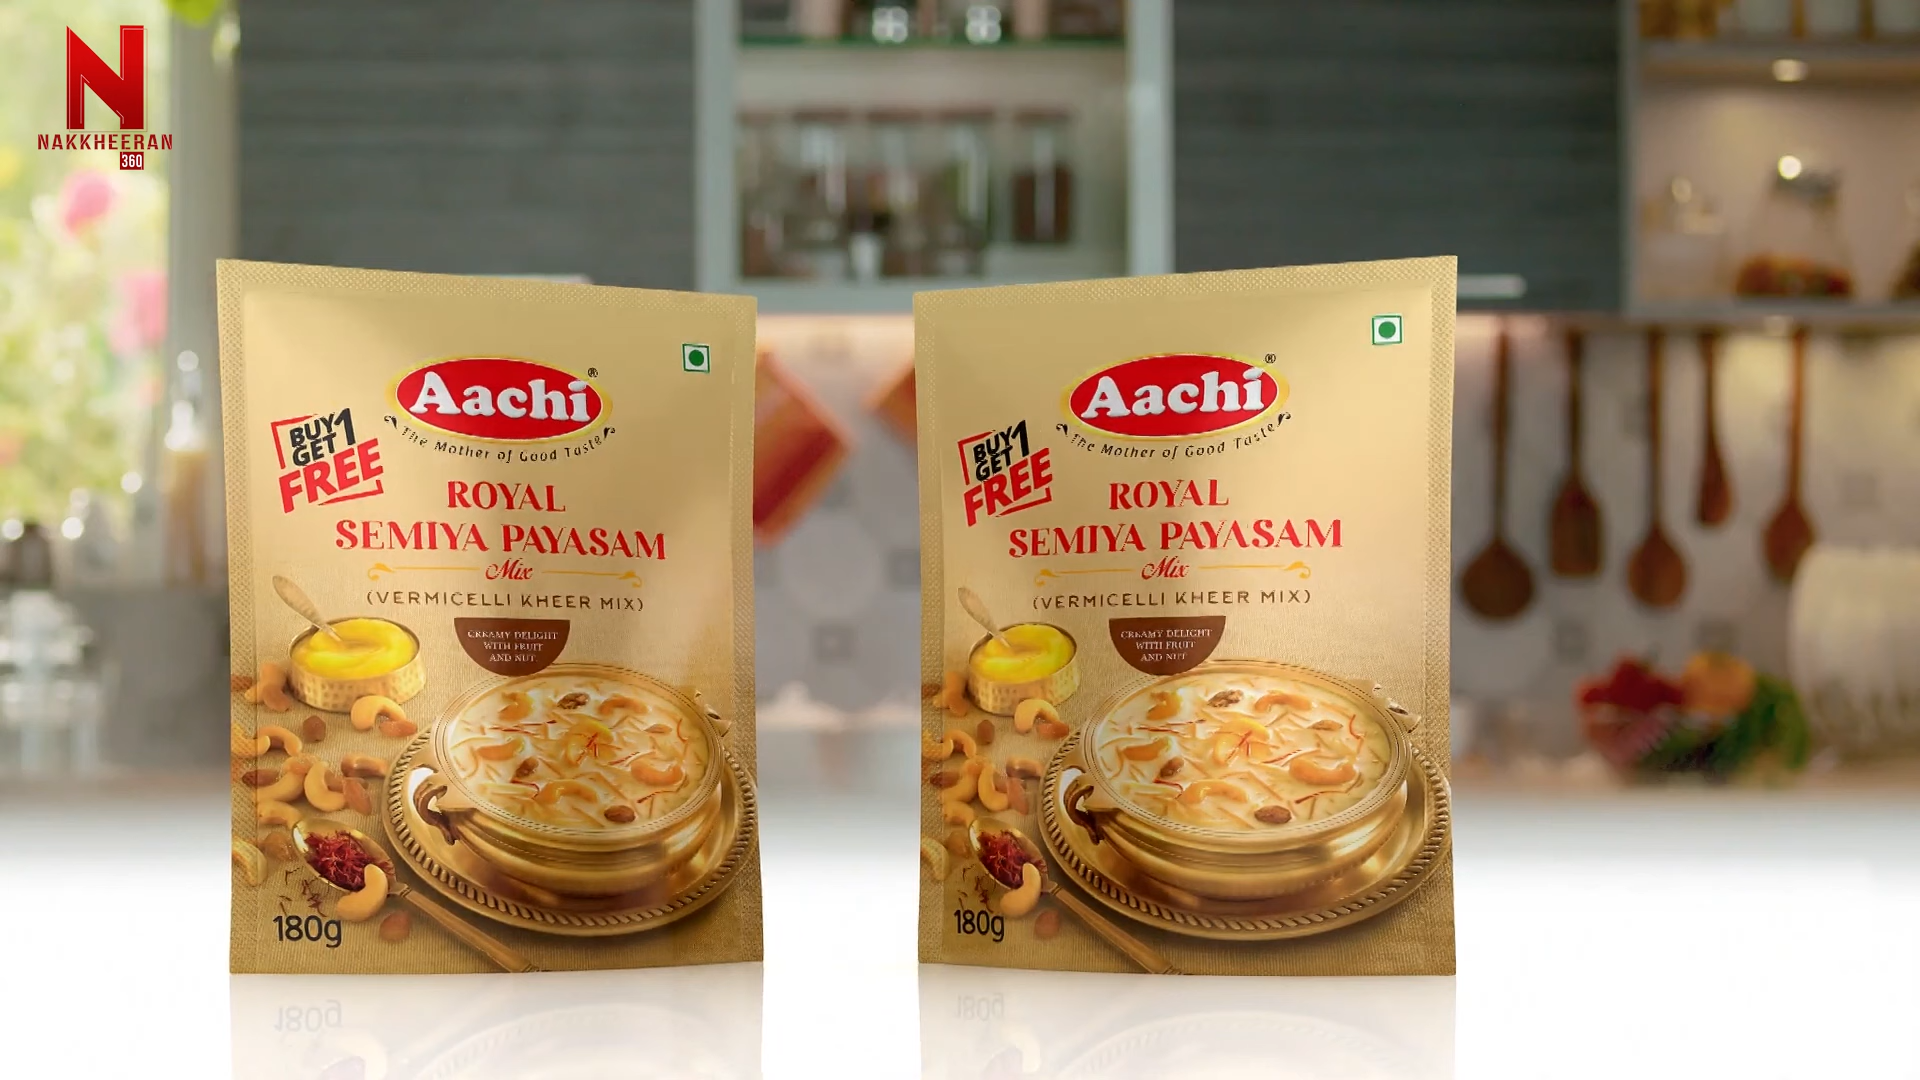 N
NAKKHEERAN
360
Aachi®
The Mother of Good Taste
BUY 1
GET
FREE
ROYAL
SEMIYA PAYASAM
Mix
(VERMICELLI KHEER MIX)
CREAMY DELIGHT
WITH FRUIT
AND NUT
180g
Aachi®
The Mother of Good Taste
BUY 1
GET
FREE
ROYAL
SEMIYA PAYASAM
Mix
(VERMICELLI KHEER MIX)
CREAMY DELIGHT
WITH FRUIT
AND NUT
180g